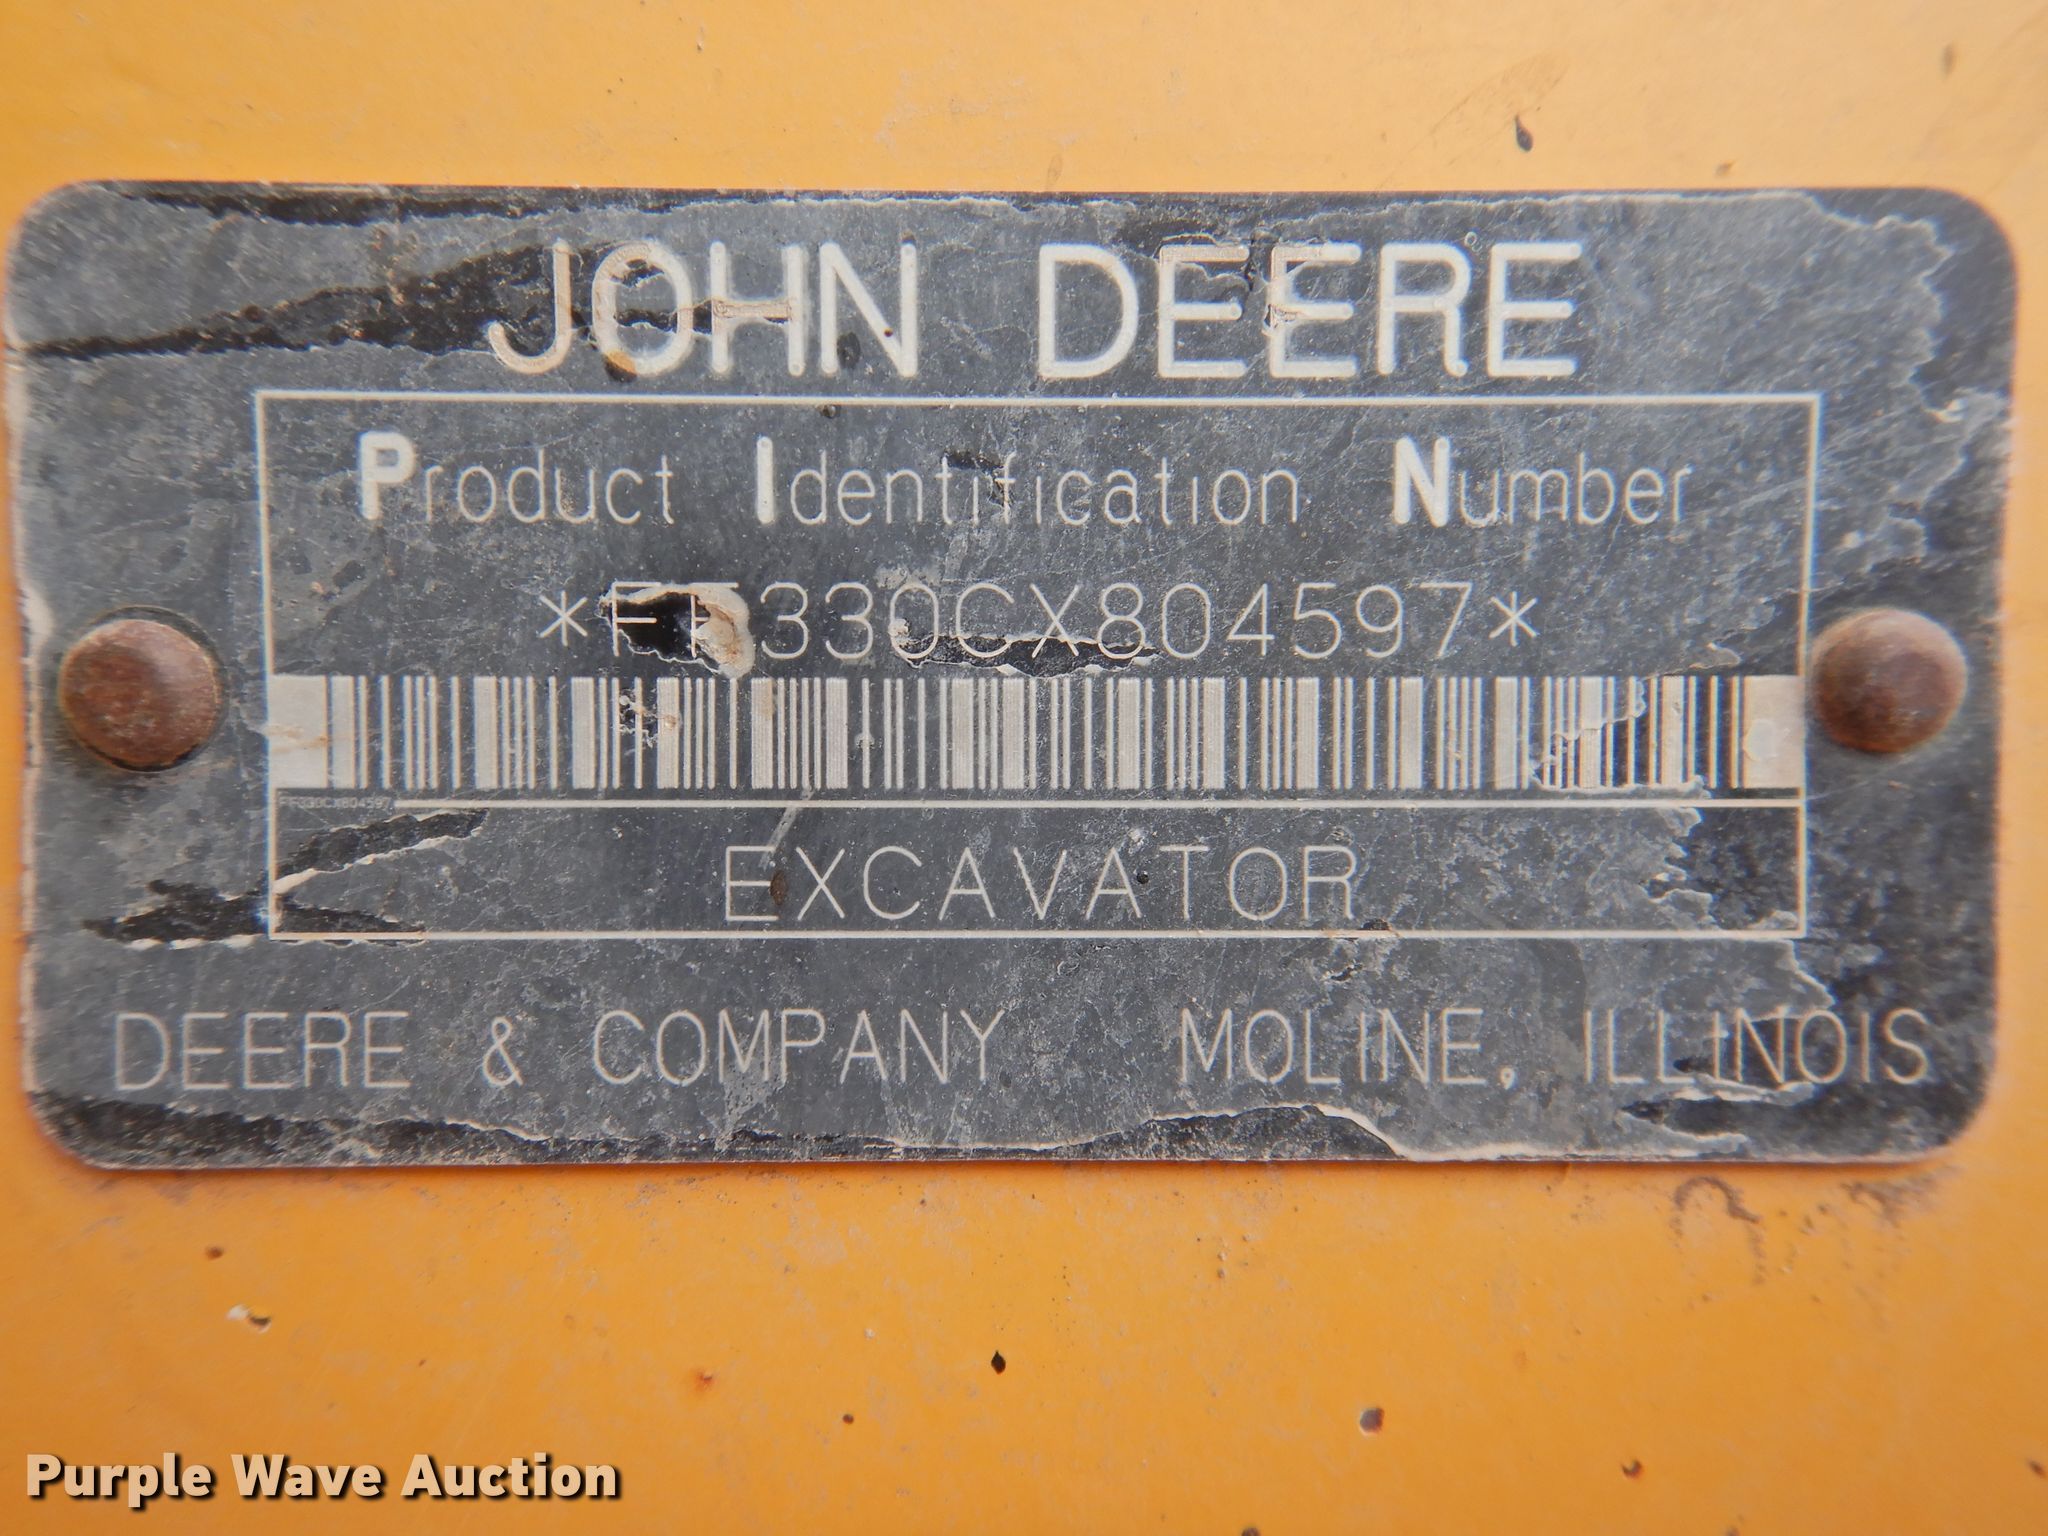 JOHN DEERE
Product Identification Number
*FF330CX804597*
FF330CX804597
EXCAVATOR
DEERE & COMPANY MOLINE, ILLINOIS
Purple Wave Auction